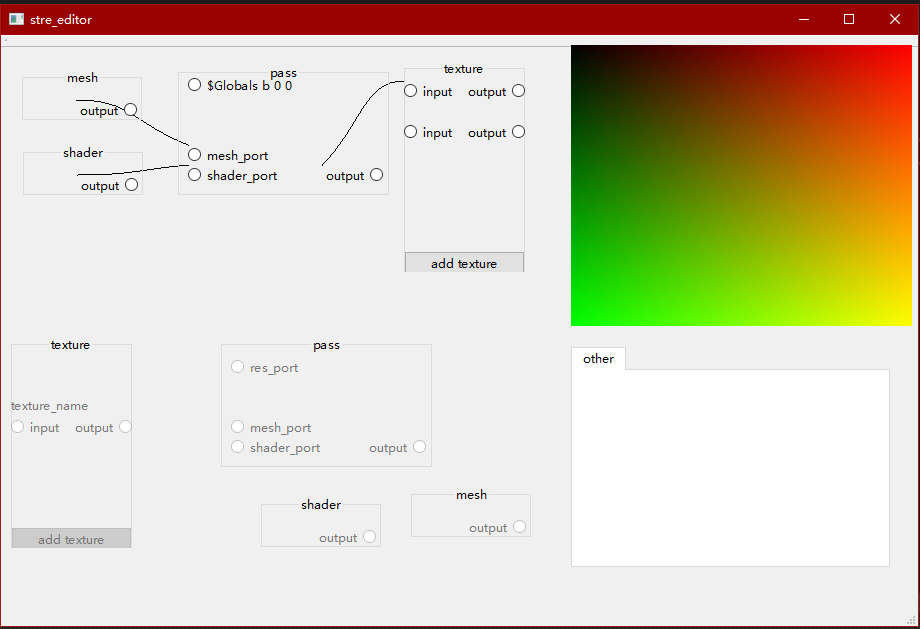 stre_editor
mesh
output
shader
output
pass
$Globals b 0 0
mesh_port
shader_port
output
texture
input output
input output
add texture
texture
texture_name
input output
add texture
pass
res_port
mesh_port
shader_port output
shader
output
mesh
output
other